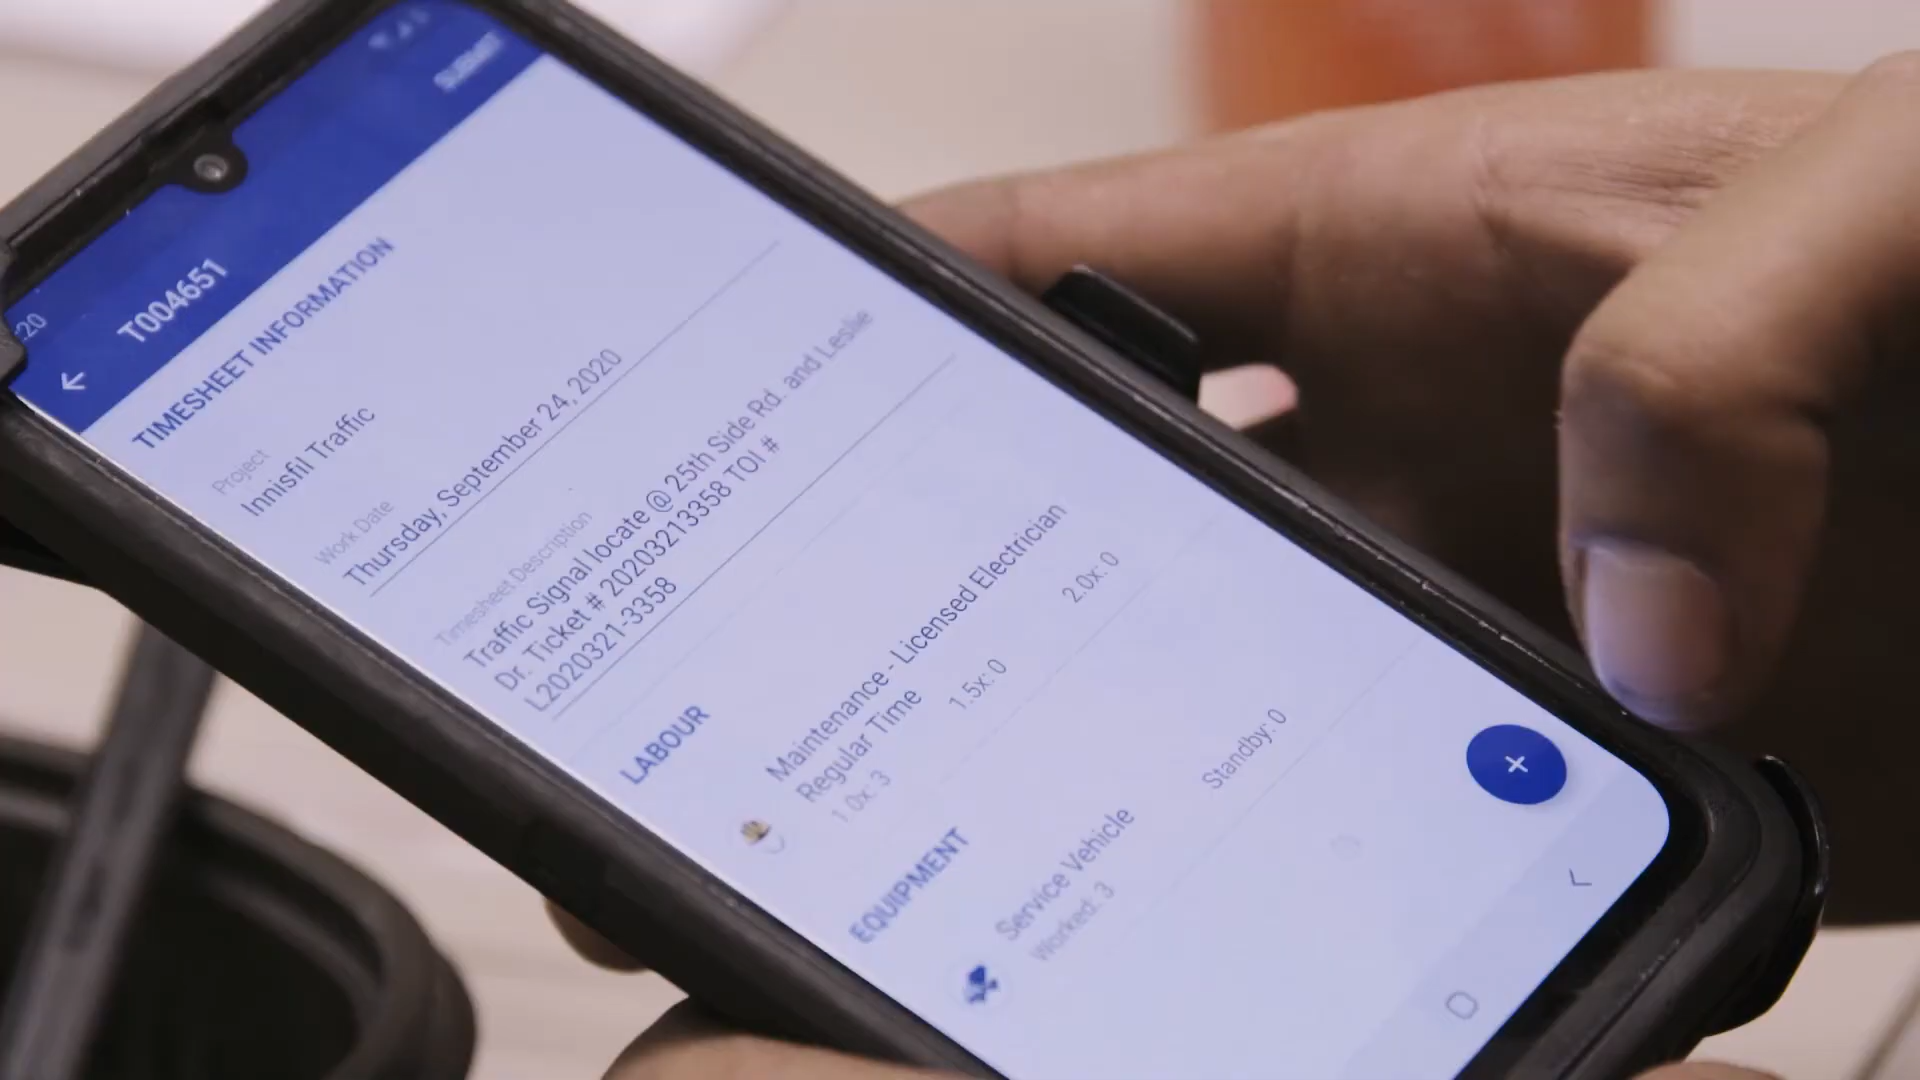 :20
SUBMIT
T004651
TIMESHEET INFORMATION
Project
Innisfil Traffic
Work Date
Thursday, September 24, 2020
Timesheet Description
Traffic Signal locate @ 25th Side Rd. and Leslie
Dr. Ticket # 20203213358 TOI #
L2020321-3358
LABOUR
Maintenance - Licensed Electrician
Regular Time
1.0x: 3 1.5x: 0 2.0x: 0
EQUIPMENT
Service Vehicle
Worked: 3 Standby: 0